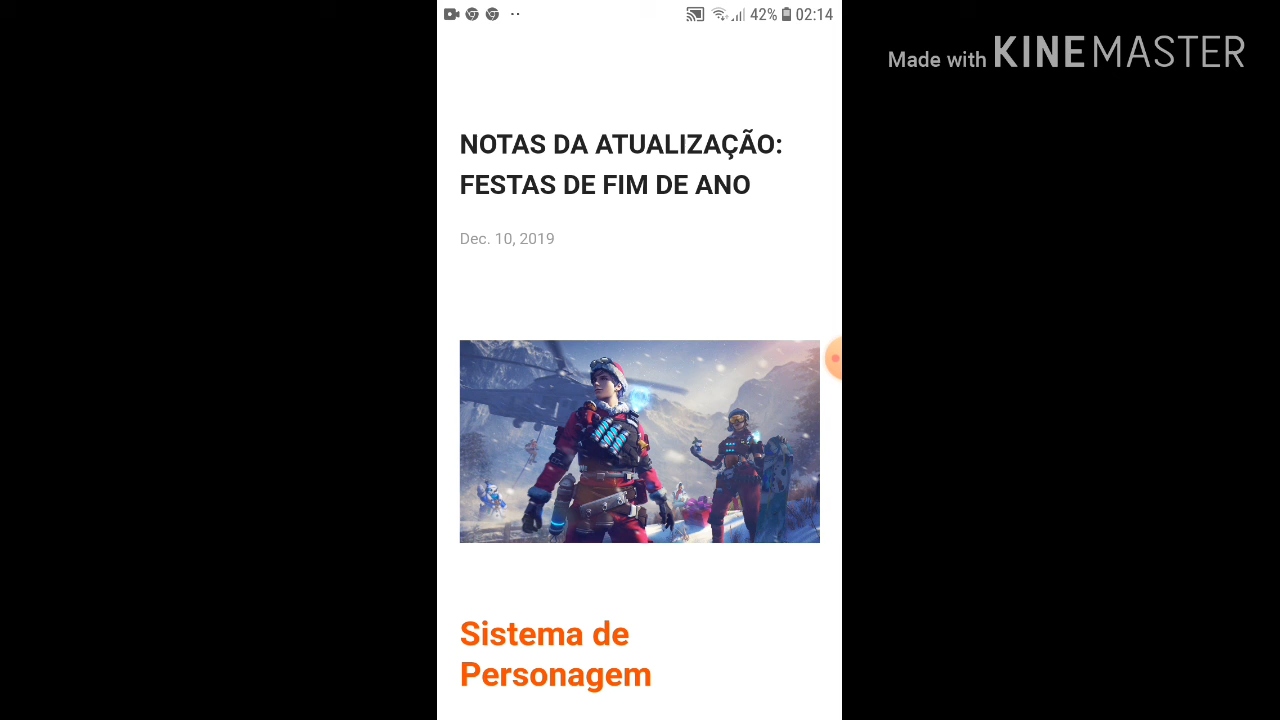 42% 02:14
Made with KINEMASTER
NOTAS DA ATUALIZAÇÃO:
FESTAS DE FIM DE ANO
Dec. 10, 2019
Sistema de
Personagem